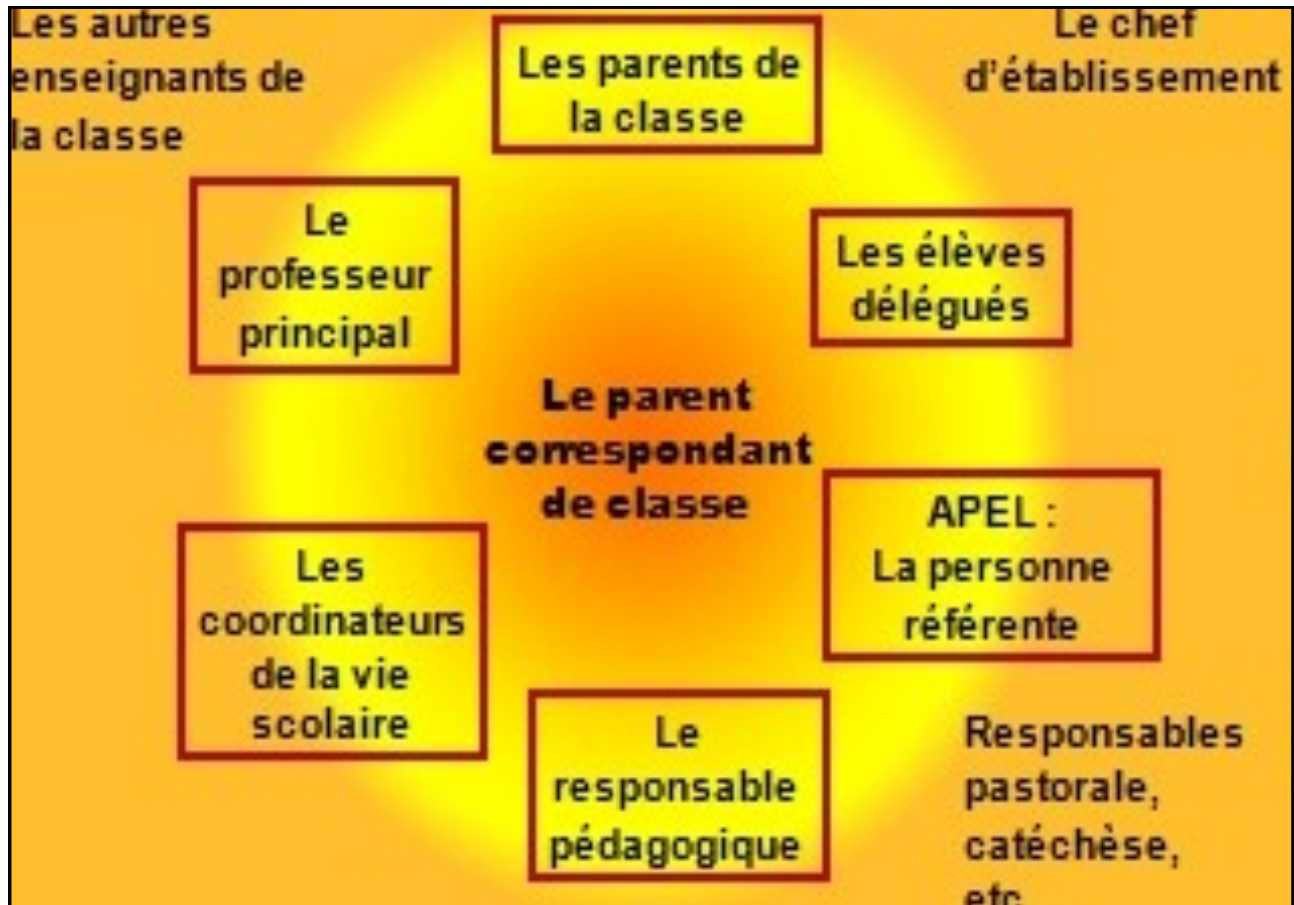 Les autres
enseignants de
la classe
Les parents de
la classe
Le chef
d'établissement
Le
professeur
principal
Les élèves
délégués
Le parent
correspondant
de classe
APEL :
La personne
référente
Les
coordinateurs
de la vie
scolaire
Le
responsable
pédagogique
Responsables
pastorale,
catéchèse,
etc